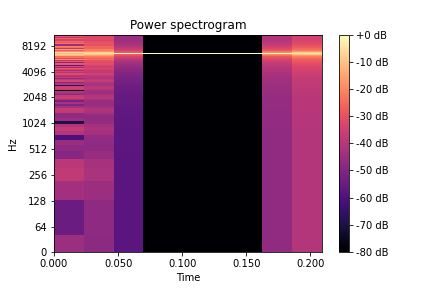 Power spectrogram
Hz
8192
4096
2048
1024
512
256
128
64
0
0.000
0.050
0.100
0.150
0.200
Time
+0 dB
-10 dB
-20 dB
-30 dB
-40 dB
-50 dB
-60 dB
-70 dB
-80 dB